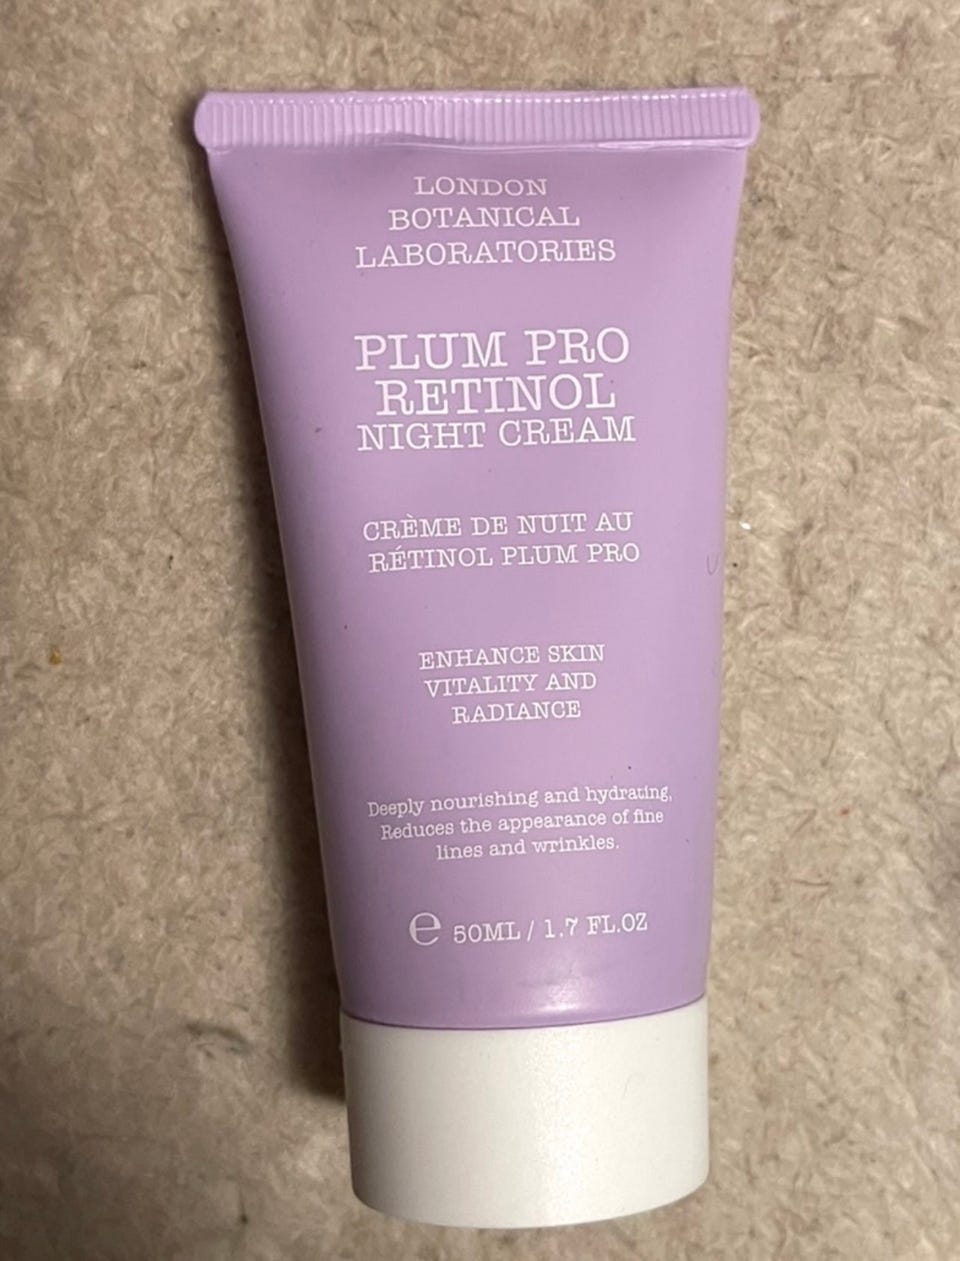 LONDON
BOTANICAL
LABORATORIES
PLUM PRO
RETINOL
NIGHT CREAM
CRÈME DE NUIT AU
RÉTINOL PLUM PRO
ENHANCE SKIN
VITALITY AND
RADIANCE
Deeply nourishing and hydrating,
Reduces the appearance of fine
lines and wrinkles.
e 50ML / 1.7 FL.OZ